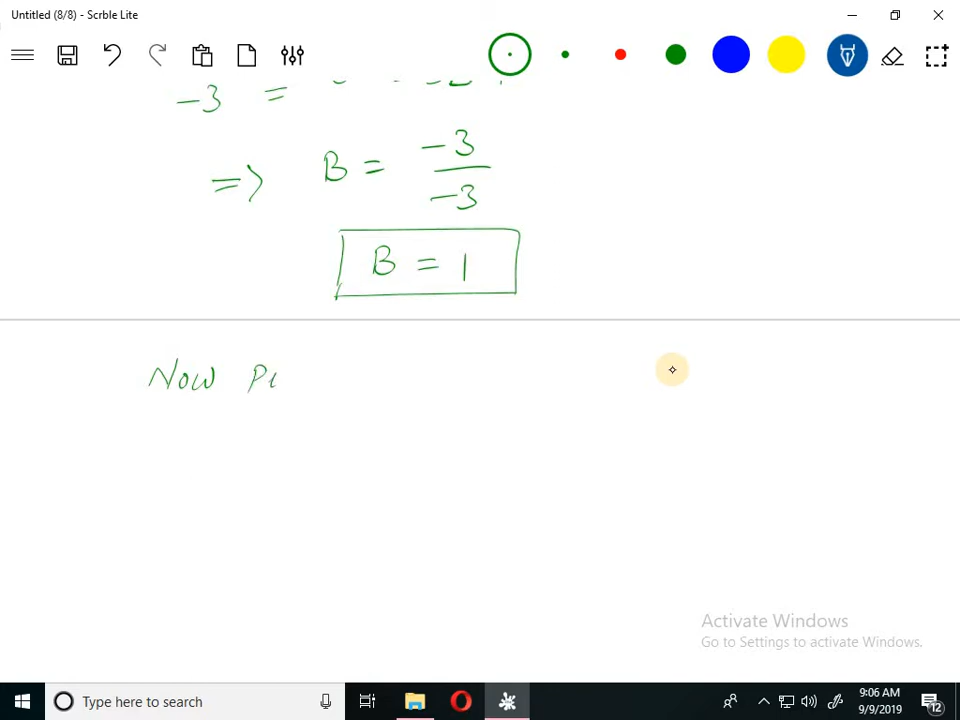 Untitled (8/8) - Scrble Lite
-3 =
=> B = -3/-3
B = 1
Now
Activate Windows
Go to Settings to activate Windows.
Type here to search
9:06 AM
9/9/2019
12